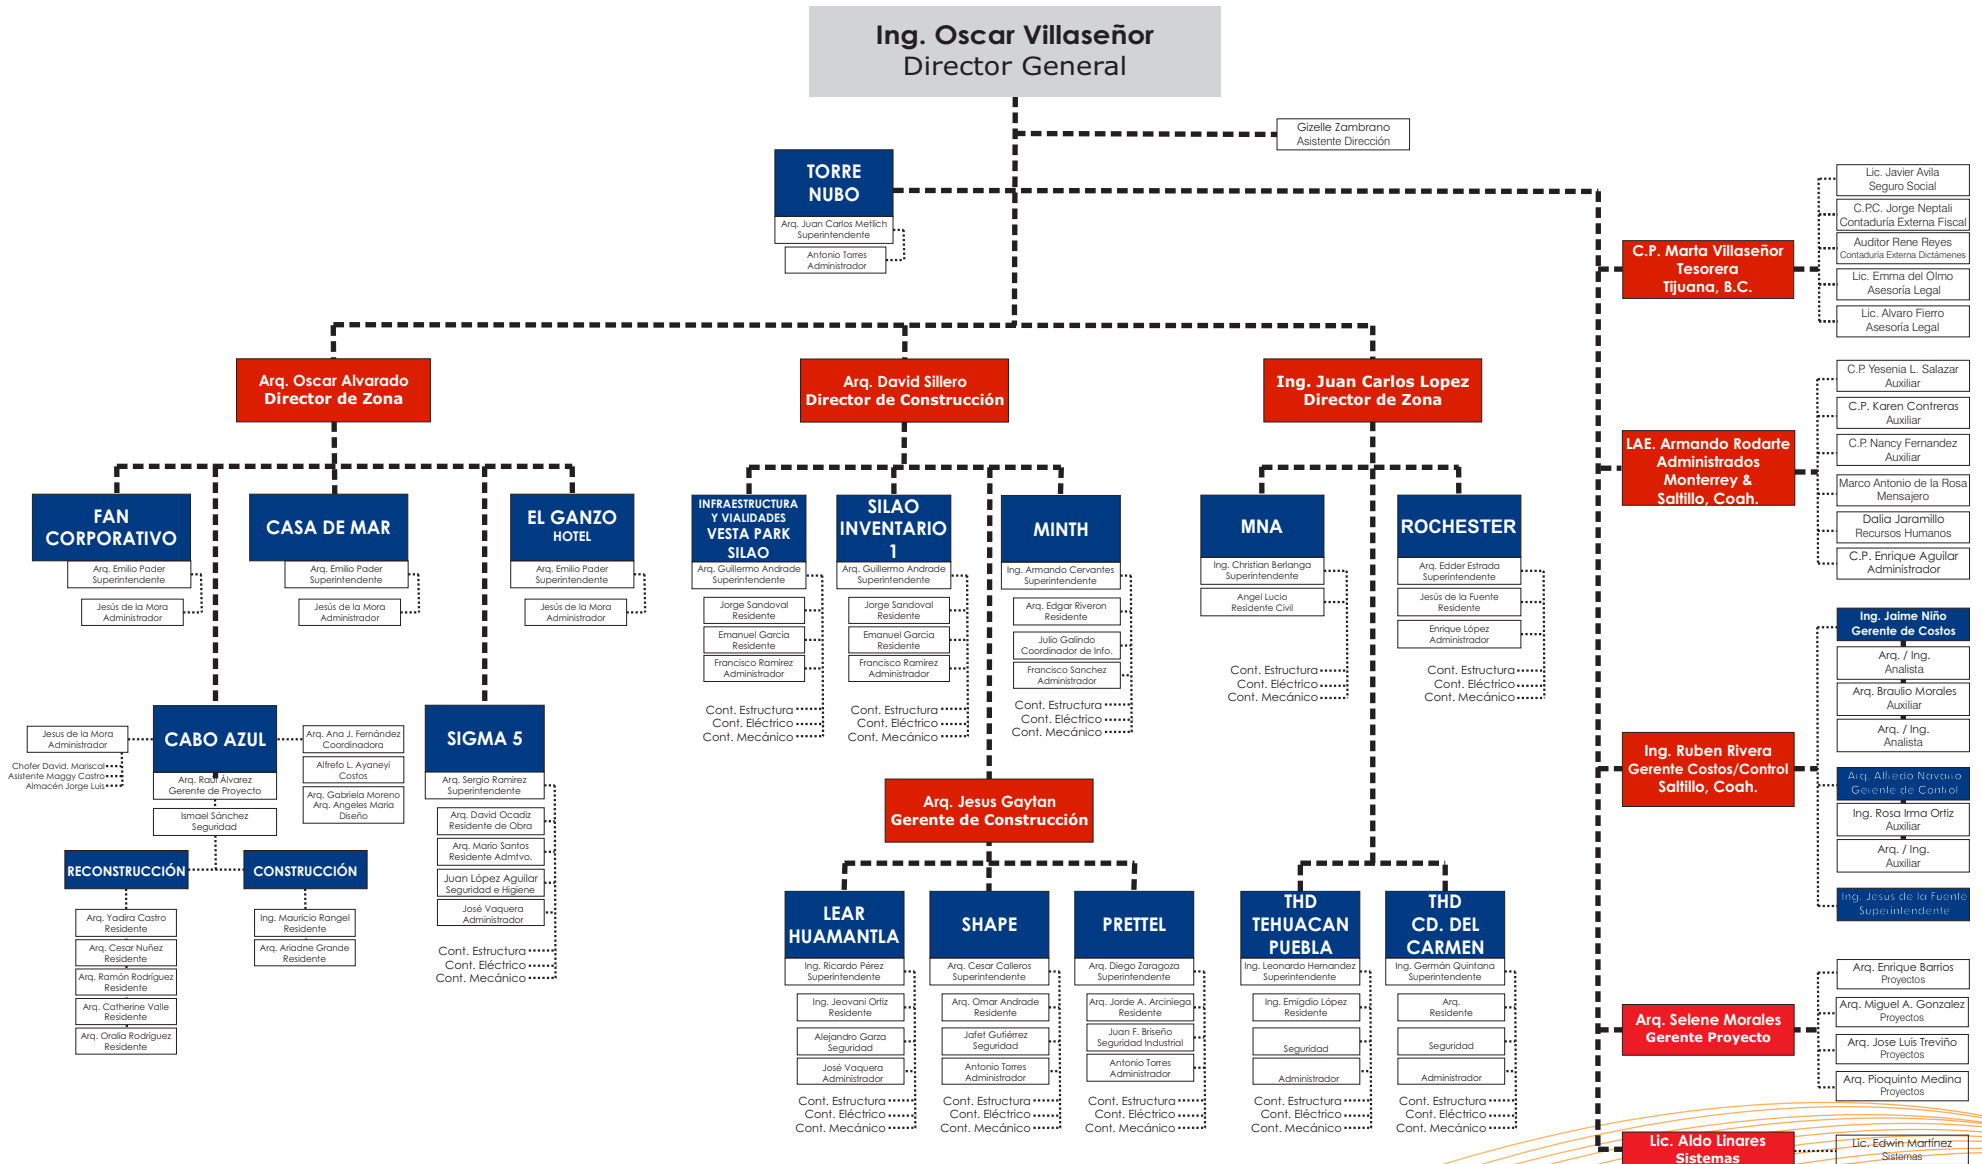 Ing. Oscar Villaseñor
Director General
Gizelle Zambrano
Asistente Dirección
TORRE
NUBO
Arq. Juan Carlos Metlich
Superintendente
Antonio Torres
Administrador
C.P. Marta Villaseñor
Tesorera
Tijuana, B.C.
Lic. Javier Avila
Seguro Social
C.P.C. Jorge Neptali
Contaduría Externa Fiscal
Auditor Rene Reyes
Contaduría Externa Dictámenes
Lic. Emma del Olmo
Asesoría Legal
Lic. Alvaro Fierro
Asesoría Legal
LAE. Armando Rodarte
Administrados
Monterrey &
Saltillo, Coah.
C.P. Yesenia L. Salazar
Auxiliar
C.P. Karen Contreras
Auxiliar
C.P. Nancy Fernandez
Auxiliar
Marco Antonio de la Rosa
Mensajero
Dalia Jaramillo
Recursos Humanos
C.P. Enrique Aguilar
Administrador
Ing. Ruben Rivera
Gerente Costos/Control
Saltillo, Coah.
Ing. Jaime Niño
Gerente de Costos
Arq. / Ing.
Analista
Arq. Braulio Morales
Auxiliar
Arq. / Ing.
Analista
Arq. Alfredo Navarro
Gerente de Control
Ing. Rosa Irma Ortiz
Auxiliar
Arq. / Ing.
Auxiliar
Ing. Jesus de la Fuente
Superintendente
Arq. Selene Morales
Gerente Proyecto
Arq. Enrique Barrios
Proyectos
Arq. Miguel A. Gonzalez
Proyectos
Arq. Jose Luis Treviño
Proyectos
Arq. Pioquinto Medina
Proyectos
Lic. Aldo Linares
Sistemas
Lic. Edwin Martínez
Sistemas
Arq. Oscar Alvarado
Director de Zona
FAN
CORPORATIVO
Arq. Emilio Pader
Superintendente
Jesús de la Mora
Administrador
CASA DE MAR
Arq. Emilio Pader
Superintendente
Jesús de la Mora
Administrador
EL GANZO
HOTEL
Arq. Emilio Pader
Superintendente
Jesús de la Mora
Administrador
CABO AZUL
Jesus de la Mora
Administrador
Chofer David. Mariscal
Asistente Maggy Castro
Almacén Jorge Luis
Arq. Ana J. Fernández
Coordinadora
Alfrefo L. Ayaneyi
Costos
Arq. Gabriela Moreno
Arq. Angeles Maria
Diseño
Arq. Raúl Álvarez
Gerente de Proyecto
Ismael Sánchez
Seguridad
RECONSTRUCCIÓN
Arq. Yadira Castro
Residente
Arq. Cesar Nuñez
Residente
Arq. Ramón Rodríguez
Residente
Arq. Catherine Valle
Residente
Arq. Oralia Rodríguez
Residente
CONSTRUCCIÓN
Ing. Mauricio Rangel
Residente
Arq. Ariadne Grande
Residente
SIGMA 5
Arq. Sergio Ramirez
Superintendente
Arq. David Ocadiz
Residente de Obra
Arq. Mario Santos
Residente Admtvo.
Juan López Aguilar
Seguridad e Higiene
José Vaquera
Administrador
Cont. Estructura
Cont. Eléctrico
Cont. Mecánico
Arq. David Sillero
Director de Construcción
INFRAESTRUCTURA
Y VIALIDADES
VESTA PARK
SILAO
Arq. Guillermo Andrade
Superintendente
Jorge Sandoval
Residente
Emanuel Garcia
Residente
Francisco Ramirez
Administrador
Cont. Estructura
Cont. Eléctrico
Cont. Mecánico
SILAO
INVENTARIO
1
Arq. Guillermo Andrade
Superintendente
Jorge Sandoval
Residente
Emanuel Garcia
Residente
Francisco Ramirez
Administrador
Cont. Estructura
Cont. Eléctrico
Cont. Mecánico
MINTH
Ing. Armando Cervantes
Superintendente
Arq. Edgar Riveron
Residente
Julio Galindo
Coordinador de Info.
Francisco Sanchez
Administrador
Cont. Estructura
Cont. Eléctrico
Cont. Mecánico
Arq. Jesus Gaytan
Gerente de Construcción
LEAR
HUAMANTLA
Ing. Ricardo Pérez
Superintendente
Ing. Jeovani Ortiz
Residente
Alejandro Garza
Seguridad
José Vaquera
Administrador
Cont. Estructura
Cont. Eléctrico
Cont. Mecánico
SHAPE
Arq. Cesar Calleros
Superintendente
Arq. Omar Andrade
Residente
Jafet Gutiérrez
Seguridad
Antonio Torres
Administrador
Cont. Estructura
Cont. Eléctrico
Cont. Mecánico
PRETTEL
Arq. Diego Zaragoza
Superintendente
Arq. Jorde A. Arciniega
Residente
Juan F. Briseño
Seguridad Industrial
Antonio Torres
Administrador
Cont. Estructura
Cont. Eléctrico
Cont. Mecánico
Ing. Juan Carlos Lopez
Director de Zona
MNA
Ing. Christian Berlanga
Superintendente
Angel Lucio
Residente Civil
Cont. Estructura
Cont. Eléctrico
Cont. Mecánico
ROCHESTER
Arq. Edder Estrada
Superintendente
Jesús de la Fuente
Residente
Enrique López
Administrador
Cont. Estructura
Cont. Eléctrico
Cont. Mecánico
THD
TEHUACAN
PUEBLA
Ing. Leonardo Hernandez
Superintendente
Ing. Emigdio López
Residente
Seguridad
Administrador
Cont. Estructura
Cont. Eléctrico
Cont. Mecánico
THD
CD. DEL
CARMEN
Ing. Germán Quintana
Superintendente
Arq.
Residente
Seguridad
Administrador
Cont. Estructura
Cont. Eléctrico
Cont. Mecánico